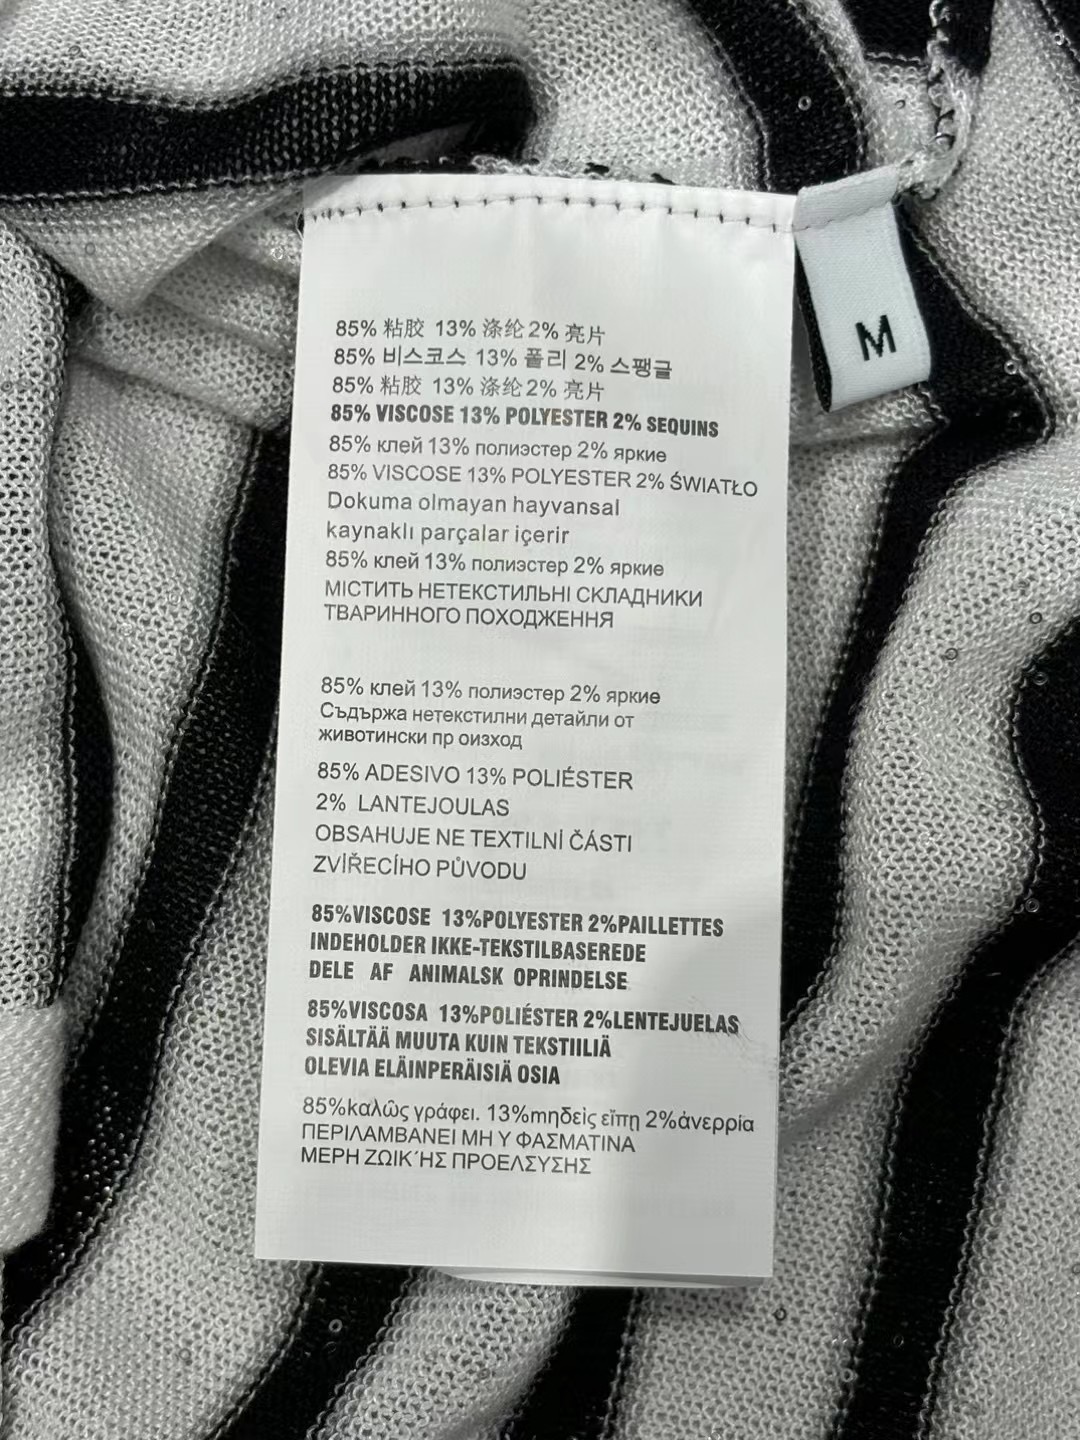 M
85% 粘胶 13% 涤纶 2% 亮片
85% 비스코스 13% 폴리 2% 스팽글
85% 粘胶 13% 涤纶 2% 亮片
85% VISCOSE 13% POLYESTER 2% SEQUINS
85% клей 13% полиэстер 2% яркие
85% VISCOSE 13% POLYESTER 2% ŚWIATŁO
Dokuma olmayan hayvansal
kaynaklı parçalar içerir
85% клей 13% полиэстер 2% яркие
МІСТИТЬ НЕТЕКСТИЛЬНІ СКЛАДНИКИ
ТВАРИННОГО ПОХОДЖЕННЯ
85% клей 13% полиэстер 2% яркие
Съдържа нетекстилни детайли от
животински пр оизход
85% ADESIVO 13% POLIÉSTER
2% LANTEJOULAS
OBSAHUJE NE TEXTILNÍ ČÁSTI
ZVÍŘECÍHO PŮVODU
85%VISCOSE 13%POLYESTER 2%PAILLETTES
INDEHOLDER IKKE-TEKSTILBASEREDE
DELE AF ANIMALSK OPRINDELSE
85%VISCOSA 13%POLIÉSTER 2%LENTEJUELAS
SISÄLTÄÄ MUUTA KUIN TEKSTIILIÄ
OLEVIA ELÄINPERÄISIÄ OSIA
85%kαλῶς γράφει. 13%mηδεὶς εἴπῃ 2%ἀνερρία
ΠΕΡΙΛΑΜΒΑΝΕΙ ΜΗ Υ ΦΑΣΜΑΤΙΝΑ
ΜΕΡΗ ΖΩΙΚ΄ΗΣ ΠΡΟΕΛΣΥΣΗΣ